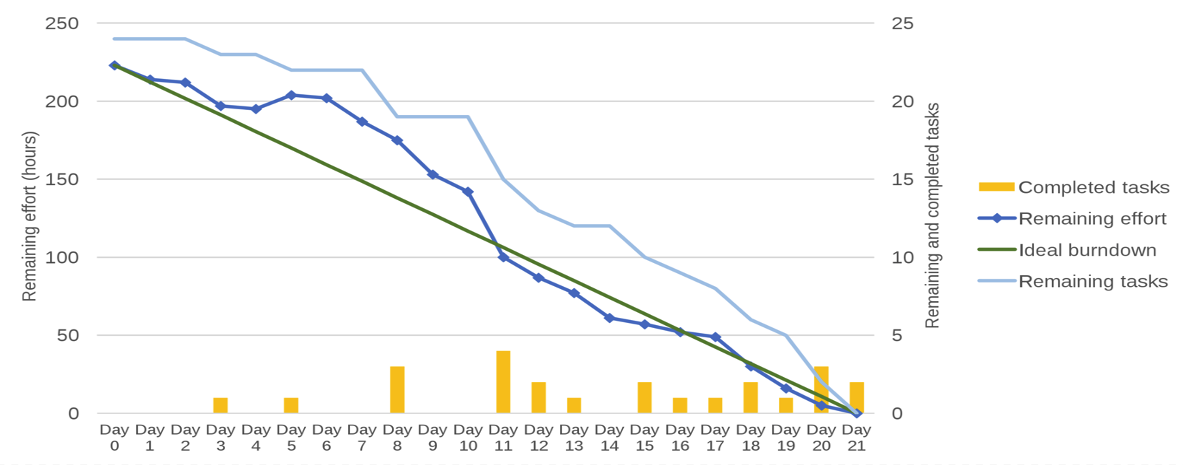 250
200
150
100
50
0
Remaining effort (hours)
25
20
15
10
5
0
Remaining and completed tasks
Day 0
Day 1
Day 2
Day 3
Day 4
Day 5
Day 6
Day 7
Day 8
Day 9
Day 10
Day 11
Day 12
Day 13
Day 14
Day 15
Day 16
Day 17
Day 18
Day 19
Day 20
Day 21
Completed tasks
Remaining effort
Ideal burndown
Remaining tasks